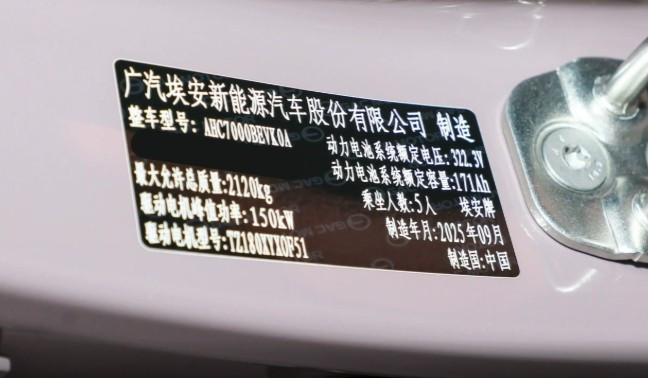 广汽埃安新能源汽车股份有限公司 制造
整车型号: AHC7000BEVK0A
动力电池系统额定电压: 322.3V
动力电池系统额定容量: 171Ah
最大允许总质量: 2120kg
乘坐人数: 5人 埃安牌
驱动电机峰值功率: 150kW
制造年月: 2025年09月
驱动电机型号: TZ180XYX0F51
制造国: 中国